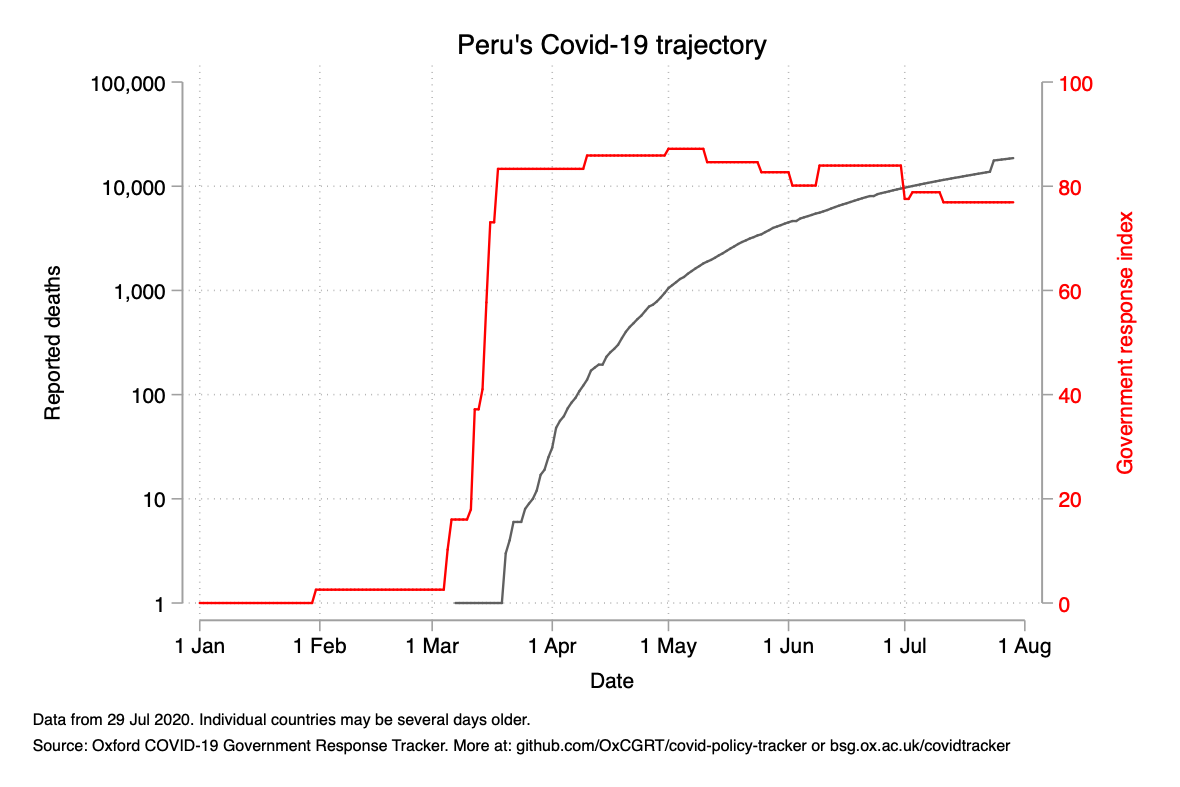 Peru's Covid-19 trajectory
100,000
10,000
1,000
100
10
1
Reported deaths
100
80
60
40
20
0
Government response index
1 Jan 1 Feb 1 Mar 1 Apr 1 May 1 Jun 1 Jul 1 Aug
Date
Data from 29 Jul 2020. Individual countries may be several days older.
Source: Oxford COVID-19 Government Response Tracker. More at: github.com/OxCGRT/covid-policy-tracker or bsg.ox.ac.uk/covidtracker